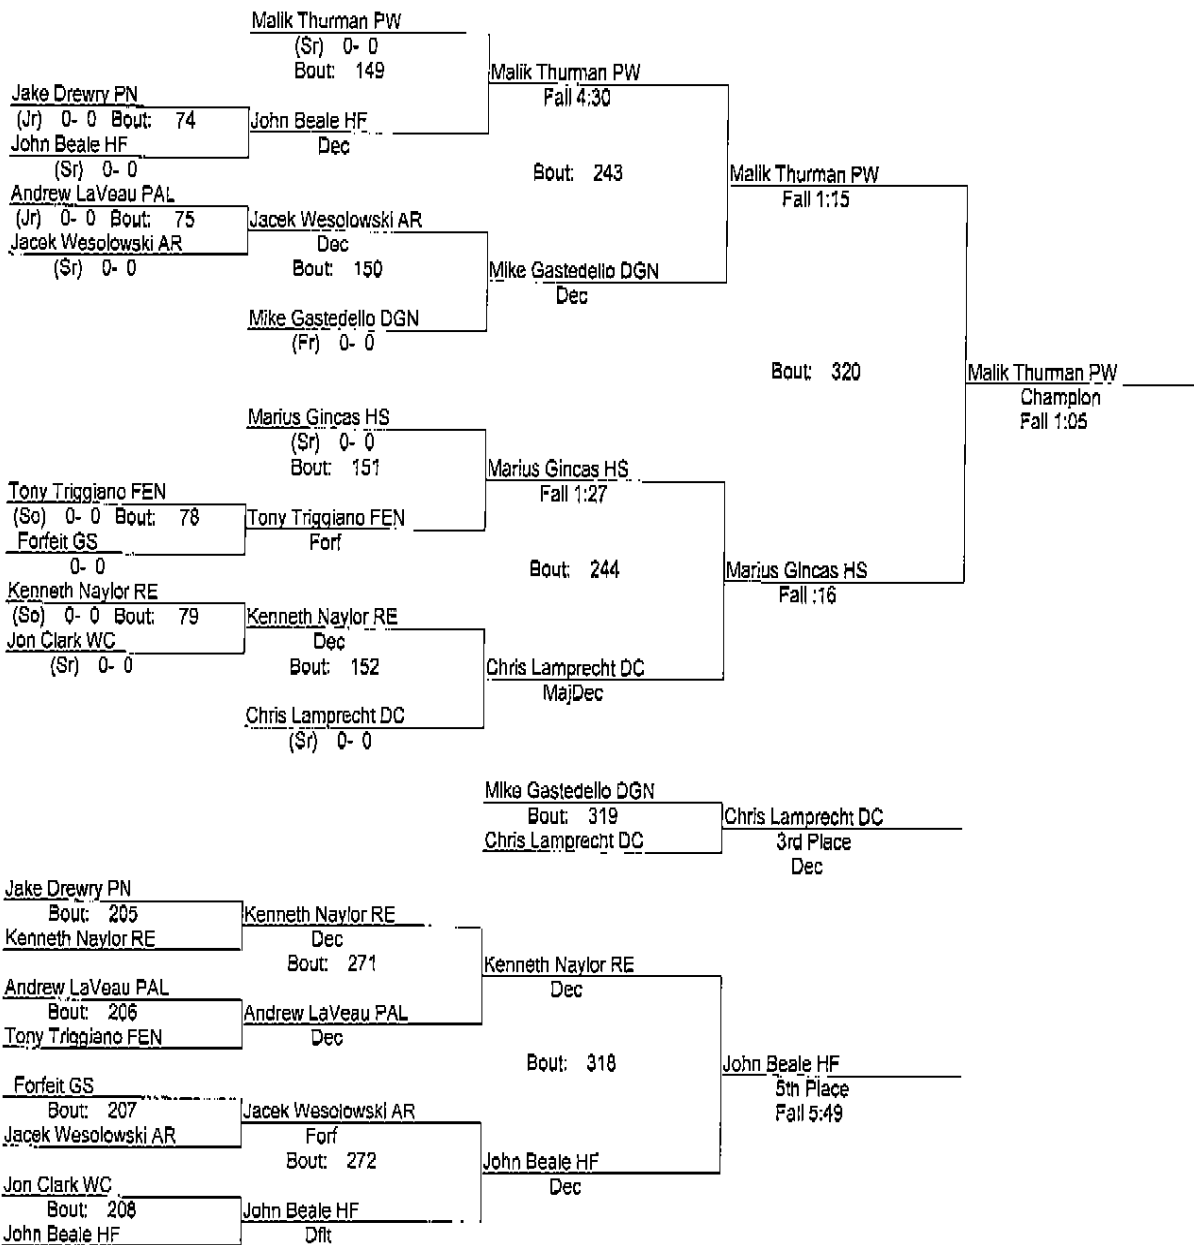 Malik Thurman PW
(Sr) 0- 0
Bout: 149
Malik Thurman PW
Fall 4:30
Jake Drewry PN
(Jr) 0- 0 Bout: 74
John Beale HF
Dec
John Beale HF
(Sr) 0- 0
Bout: 243
Malik Thurman PW
Fall 1:15
Andrew LaVeau PAL
(Jr) 0- 0 Bout: 75
Jacek Wesolowski AR
Dec
Jacek Wesolowski AR
(Sr) 0- 0
Bout: 150
Mike Gastedello DGN
Dec
Mike Gastedello DGN
(Fr) 0- 0
Bout: 320
Malik Thurman PW
Champion
Fall 1:05
Marius Gincas HS
(Sr) 0- 0
Bout: 151
Marius Gincas HS
Fall 1:27
Tony Triggiano FEN
(So) 0- 0 Bout: 78
Tony Triggiano FEN
Forf
Forfeit GS
0- 0
Bout: 244
Marius Gincas HS
Fall :16
Kenneth Naylor RE
(So) 0- 0 Bout: 79
Kenneth Naylor RE
Dec
Jon Clark WC
(Sr) 0- 0
Bout: 152
Chris Lamprecht DC
MajDec
Chris Lamprecht DC
(Sr) 0- 0
Mike Gastedello DGN
Bout: 319
Chris Lamprecht DC
Chris Lamprecht DC
3rd Place
Dec
Jake Drewry PN
Bout: 205
Kenneth Naylor RE
Kenneth Naylor RE
Dec
Bout: 271
Kenneth Naylor RE
Dec
Andrew LaVeau PAL
Bout: 206
Tony Triggiano FEN
Andrew LaVeau PAL
Dec
Bout: 318
John Beale HF
5th Place
Fall 5:49
Forfeit GS
Bout: 207
Jacek Wesolowski AR
Jacek Wesolowski AR
Forf
Bout: 272
John Beale HF
Dec
Jon Clark WC
Bout: 208
John Beale HF
John Beale HF
Dflt